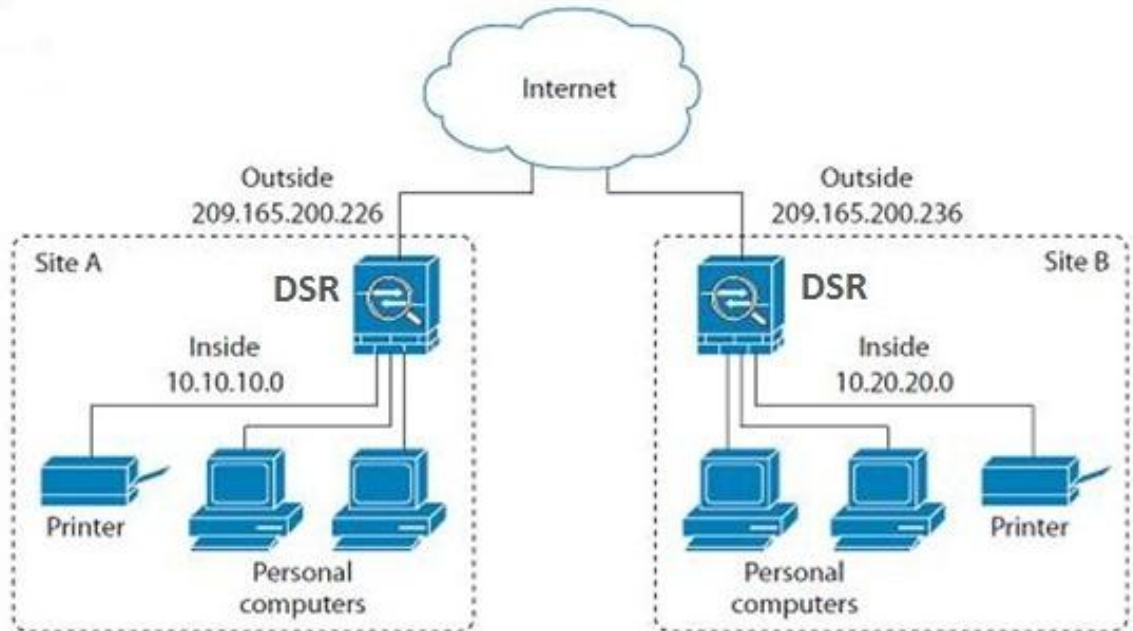 Internet
Outside
209.165.200.226
Outside
209.165.200.236
Site A
Site B
DSR
DSR
Inside
10.10.10.0
Inside
10.20.20.0
Printer
Personal
computers
Personal
computers
Printer